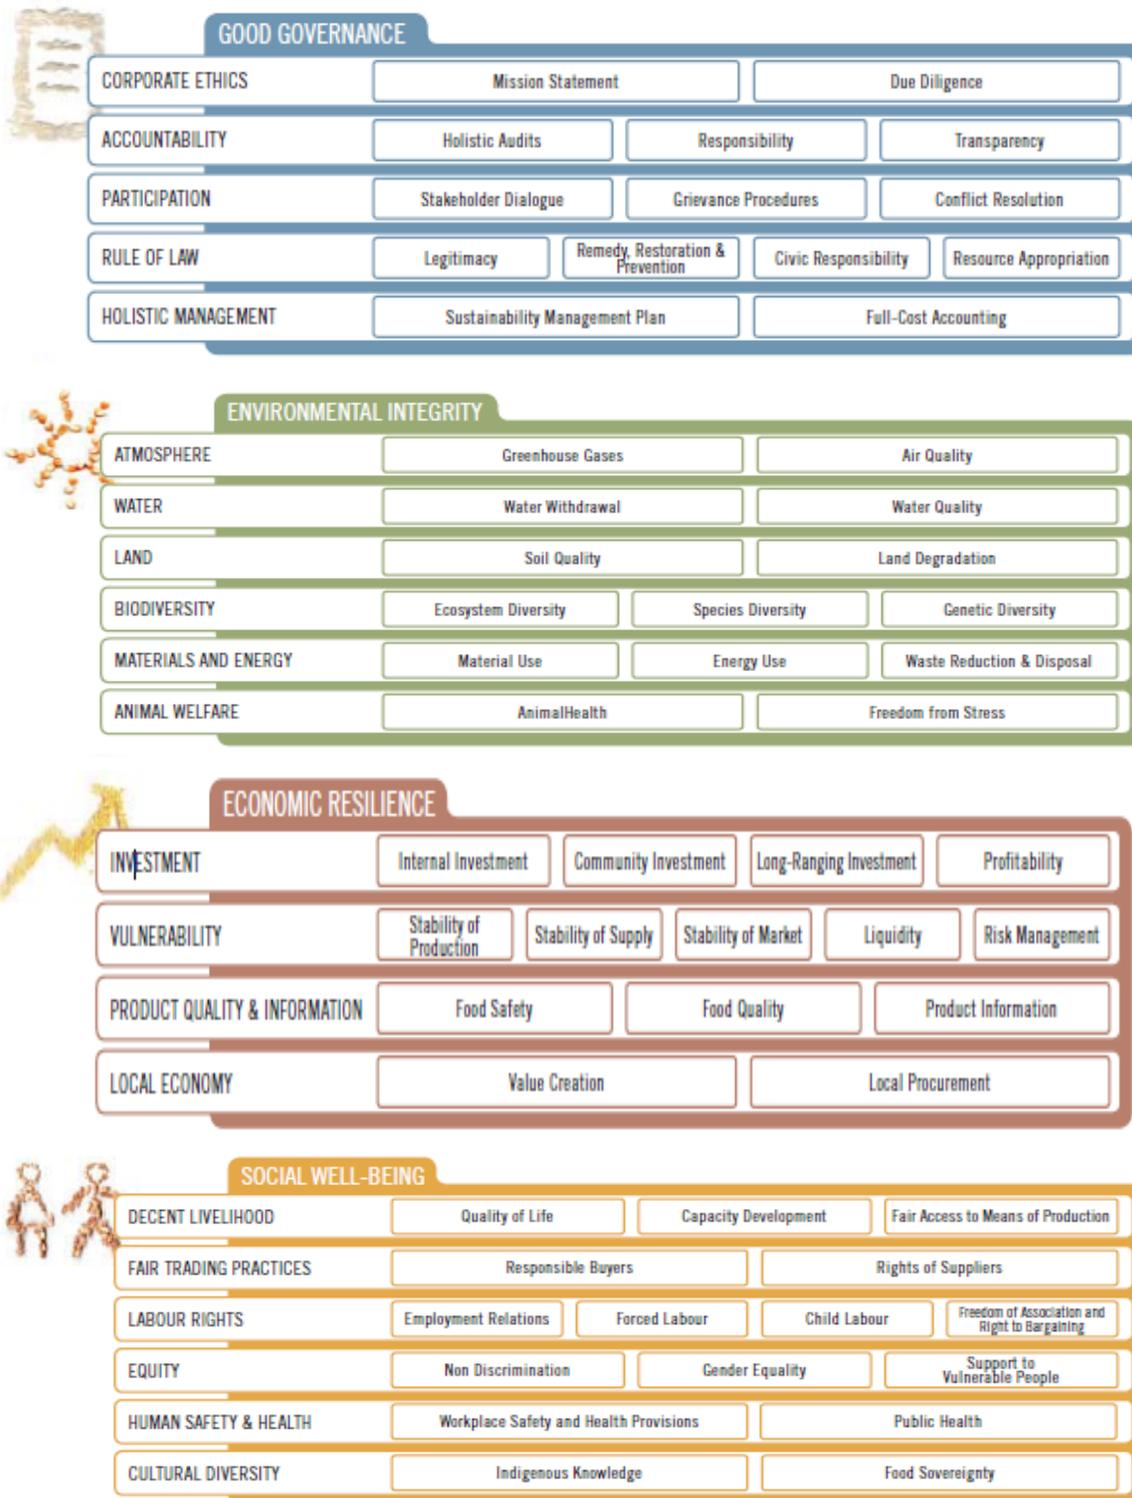 GOOD GOVERNANCE
CORPORATE ETHICS Mission Statement Due Diligence
ACCOUNTABILITY Holistic Audits Responsibility Transparency
PARTICIPATION Stakeholder Dialogue Grievance Procedures Conflict Resolution
RULE OF LAW Legitimacy Remedy, Restoration & Prevention Civic Responsibility Resource Appropriation
HOLISTIC MANAGEMENT Sustainability Management Plan Full-Cost Accounting
ENVIRONMENTAL INTEGRITY
ATMOSPHERE Greenhouse Gases Air Quality
WATER Water Withdrawal Water Quality
LAND Soil Quality Land Degradation
BIODIVERSITY Ecosystem Diversity Species Diversity Genetic Diversity
MATERIALS AND ENERGY Material Use Energy Use Waste Reduction & Disposal
ANIMAL WELFARE AnimalHealth Freedom from Stress
ECONOMIC RESILIENCE
INVESTMENT Internal Investment Community Investment Long-Ranging Investment Profitability
VULNERABILITY Stability of Production Stability of Supply Stability of Market Liquidity Risk Management
PRODUCT QUALITY & INFORMATION Food Safety Food Quality Product Information
LOCAL ECONOMY Value Creation Local Procurement
SOCIAL WELL-BEING
DECENT LIVELIHOOD Quality of Life Capacity Development Fair Access to Means of Production
FAIR TRADING PRACTICES Responsible Buyers Rights of Suppliers
LABOUR RIGHTS Employment Relations Forced Labour Child Labour Freedom of Association and Right to Bargaining
EQUITY Non Discrimination Gender Equality Support to Vulnerable People
HUMAN SAFETY & HEALTH Workplace Safety and Health Provisions Public Health
CULTURAL DIVERSITY Indigenous Knowledge Food Sovereignty